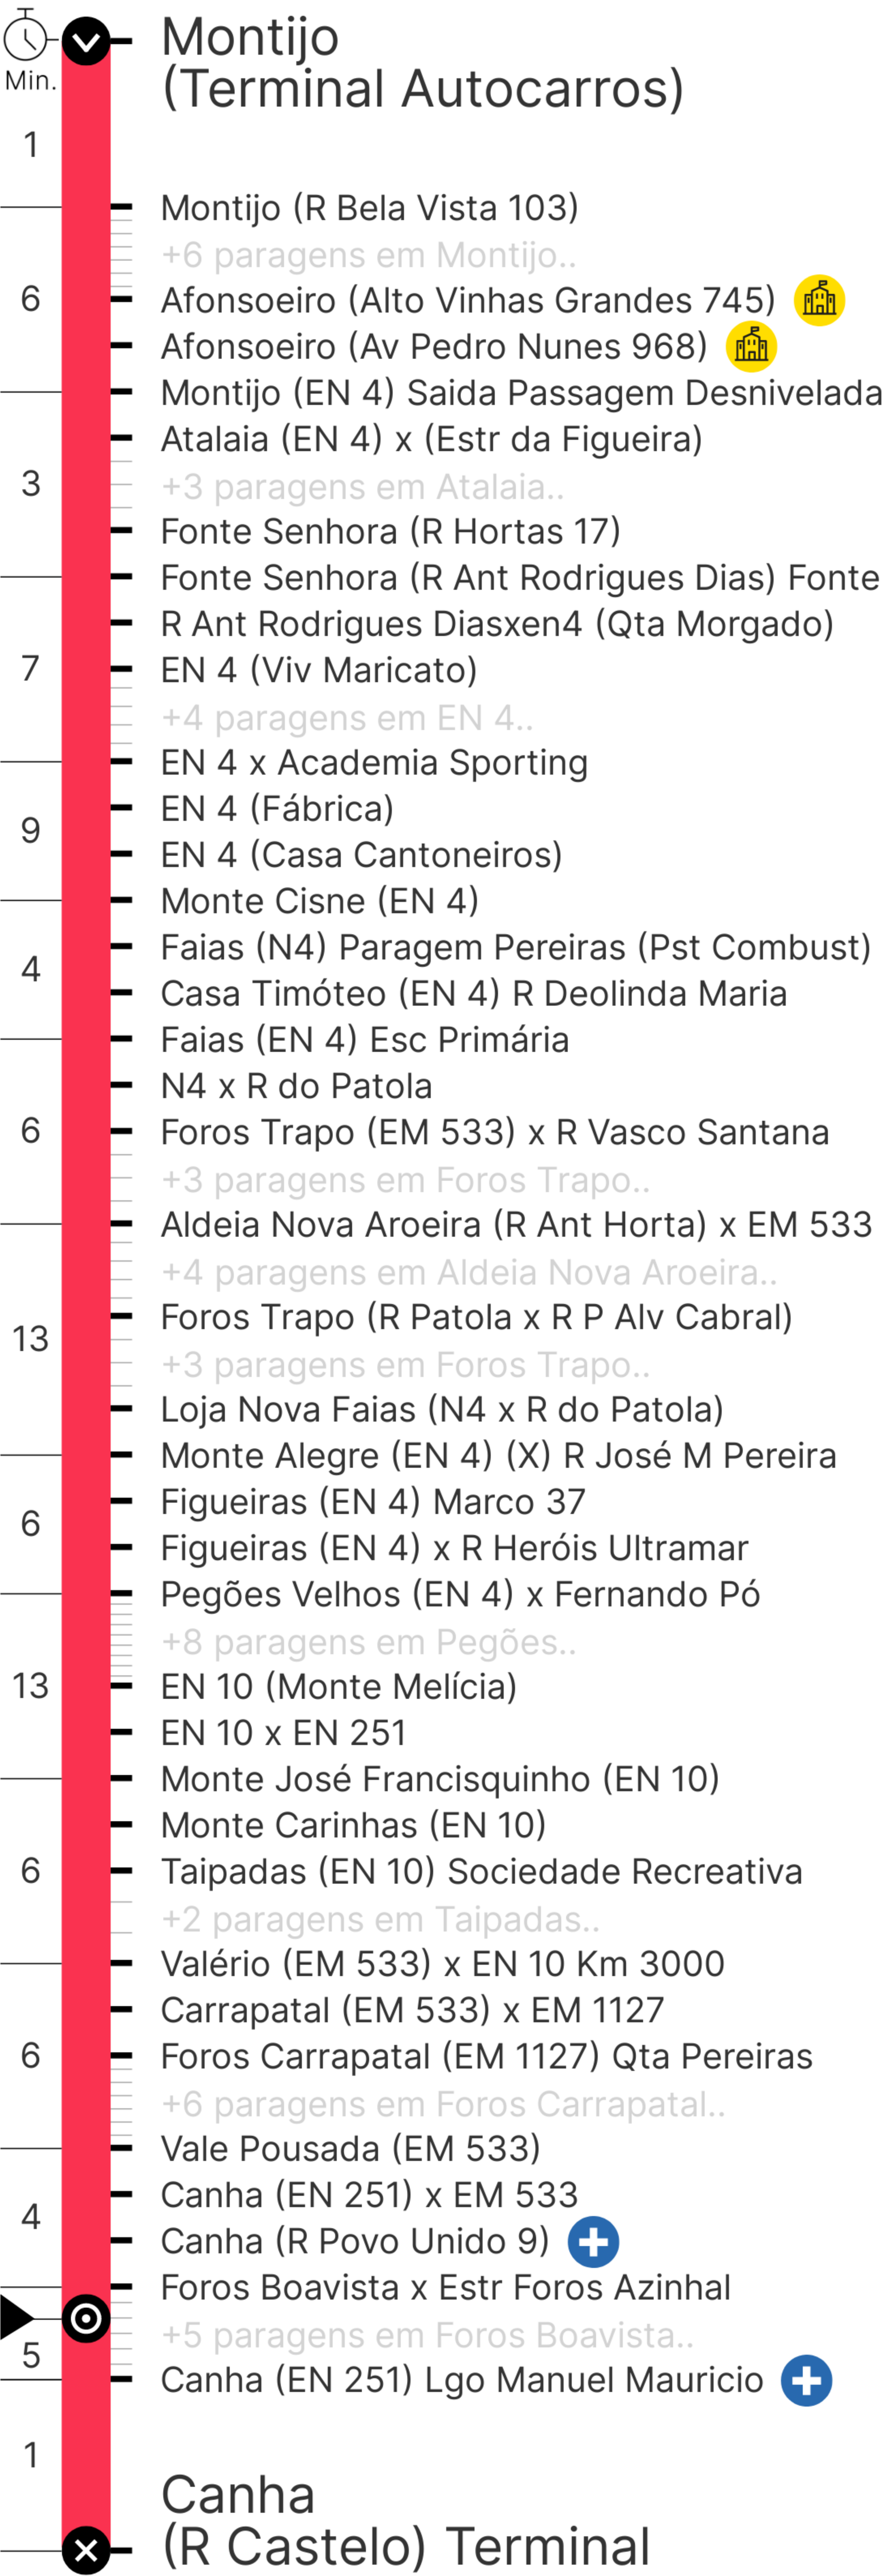 Montijo
(Terminal Autocarros)
Min.
1
Montijo (R Bela Vista 103)
+6 paragens em Montijo..
6
Afonsoeiro (Alto Vinhas Grandes 745)
Afonsoeiro (Av Pedro Nunes 968)
Montijo (EN 4) Saida Passagem Desnivelada
Atalaia (EN 4) x (Estr da Figueira)
3
+3 paragens em Atalaia..
Fonte Senhora (R Hortas 17)
Fonte Senhora (R Ant Rodrigues Dias) Fonte
R Ant Rodrigues Diasxen4 (Qta Morgado)
7
EN 4 (Viv Maricato)
+4 paragens em EN 4..
EN 4 x Academia Sporting
EN 4 (Fábrica)
9
EN 4 (Casa Cantoneiros)
Monte Cisne (EN 4)
Faias (N4) Paragem Pereiras (Pst Combust)
4
Casa Timóteo (EN 4) R Deolinda Maria
Faias (EN 4) Esc Primária
N4 x R do Patola
6
Foros Trapo (EM 533) x R Vasco Santana
+3 paragens em Foros Trapo..
Aldeia Nova Aroeira (R Ant Horta) x EM 533
+4 paragens em Aldeia Nova Aroeira..
Foros Trapo (R Patola x R P Alv Cabral)
13
+3 paragens em Foros Trapo..
Loja Nova Faias (N4 x R do Patola)
Monte Alegre (EN 4) (X) R José M Pereira
Figueiras (EN 4) Marco 37
6
Figueiras (EN 4) x R Heróis Ultramar
Pegões Velhos (EN 4) x Fernando Pó
+8 paragens em Pegões..
13
EN 10 (Monte Melícia)
EN 10 x EN 251
Monte José Francisquinho (EN 10)
Monte Carinhas (EN 10)
6
Taipadas (EN 10) Sociedade Recreativa
+2 paragens em Taipadas..
Valério (EM 533) x EN 10 Km 3000
Carrapatal (EM 533) x EM 1127
6
Foros Carrapatal (EM 1127) Qta Pereiras
+6 paragens em Foros Carrapatal..
Vale Pousada (EM 533)
Canha (EN 251) x EM 533
4
Canha (R Povo Unido 9)
Foros Boavista x Estr Foros Azinhal
+5 paragens em Foros Boavista..
5
Canha (EN 251) Lgo Manuel Mauricio
1
Canha
(R Castelo) Terminal